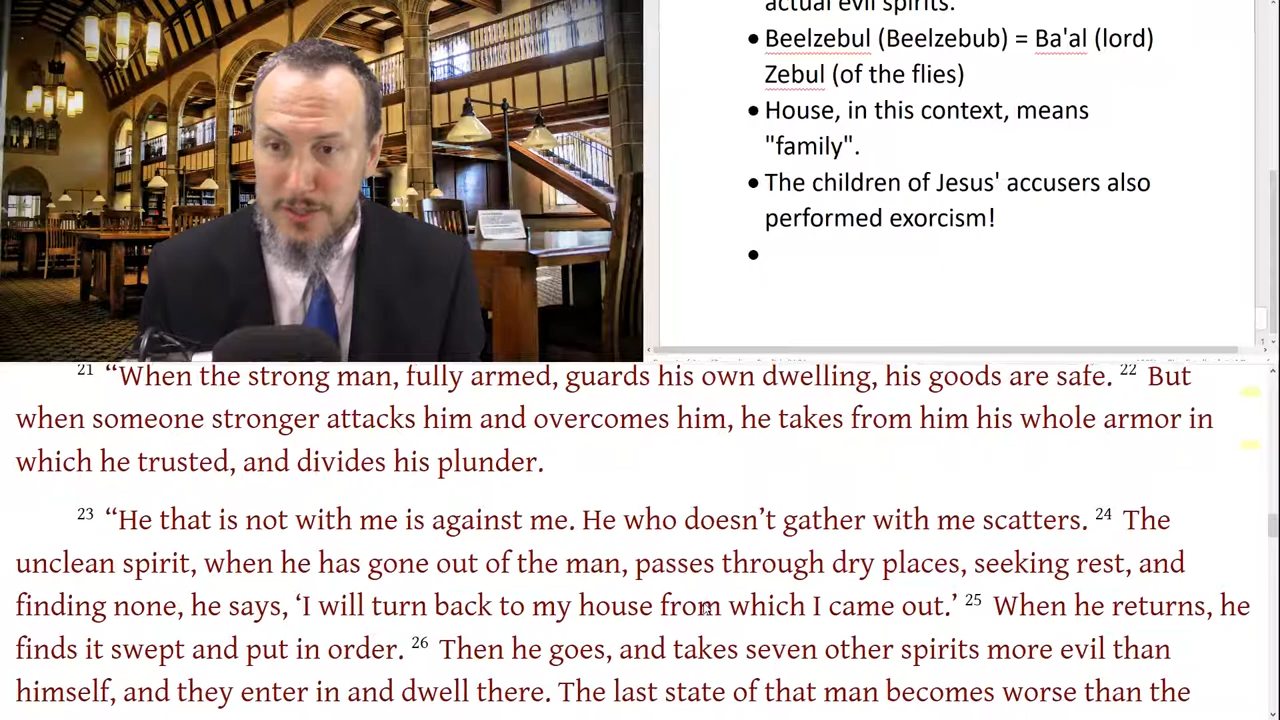 actual evil spirits.
• Beelzebul (Beelzebub) = Ba'al (lord)
Zebul (of the flies)
• House, in this context, means
"family".
• The children of Jesus' accusers also
performed exorcism!
•
21 “When the strong man, fully armed, guards his own dwelling, his goods are safe. 22 But
when someone stronger attacks him and overcomes him, he takes from him his whole armor in
which he trusted, and divides his plunder.
23 “He that is not with me is against me. He who doesn’t gather with me scatters. 24 The
unclean spirit, when he has gone out of the man, passes through dry places, seeking rest, and
finding none, he says, ‘I will turn back to my house from which I came out.’ 25 When he returns, he
finds it swept and put in order. 26 Then he goes, and takes seven other spirits more evil than
himself, and they enter in and dwell there. The last state of that man becomes worse than the